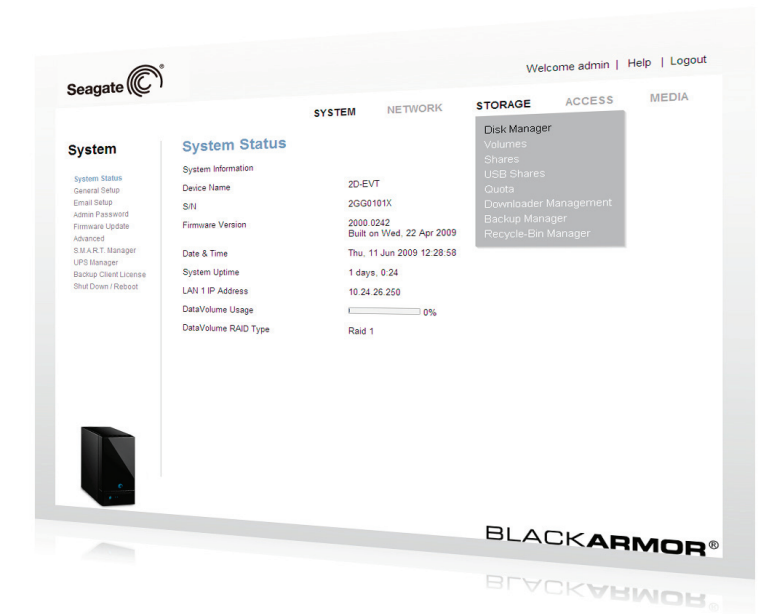 Seagate
Welcome admin | Help | Logout
SYSTEM NETWORK STORAGE ACCESS MEDIA
Disk Manager
Volumes
Shares
USB Shares
Quota
Downloader Management
Backup Manager
Recycle-Bin Manager
System
System Status
General Setup
Email Setup
Admin Password
Firmware Update
Advanced
S.M.A.R.T. Manager
UPS Manager
Backup Client License
Shut Down / Reboot
System Status
System Information
Device Name 2D-EVT
S/N 2GG0101X
Firmware Version 2000.0242
Built on Wed, 22 Apr 2009
Date & Time Thu, 11 Jun 2009 12:28:58
System Uptime 1 days, 0:24
LAN 1 IP Address 10.24.26.250
DataVolume Usage 0%
DataVolume RAID Type Raid 1
BLACKARMOR®